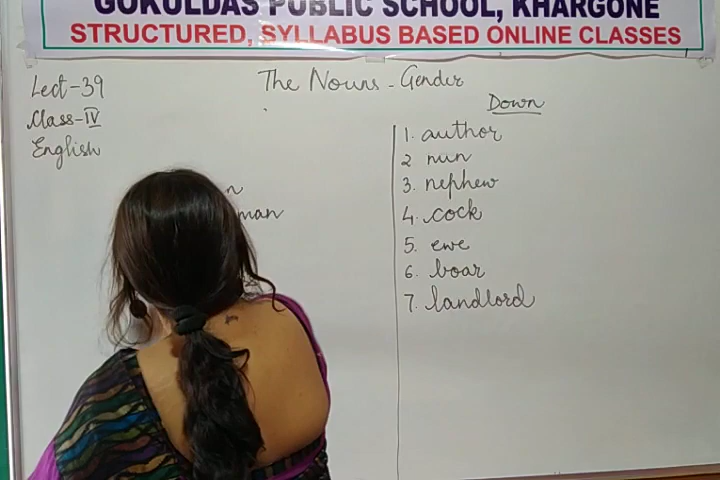 GOKULDAS PUBLIC SCHOOL, KHARGONE
STRUCTURED, SYLLABUS BASED ONLINE CLASSES
Lect-39
Class-IV
English
The Nouns - Gender
man
Down
1. author
2 nun
3. nephew
4. cock
5. ewe
6. boar
7. landlord